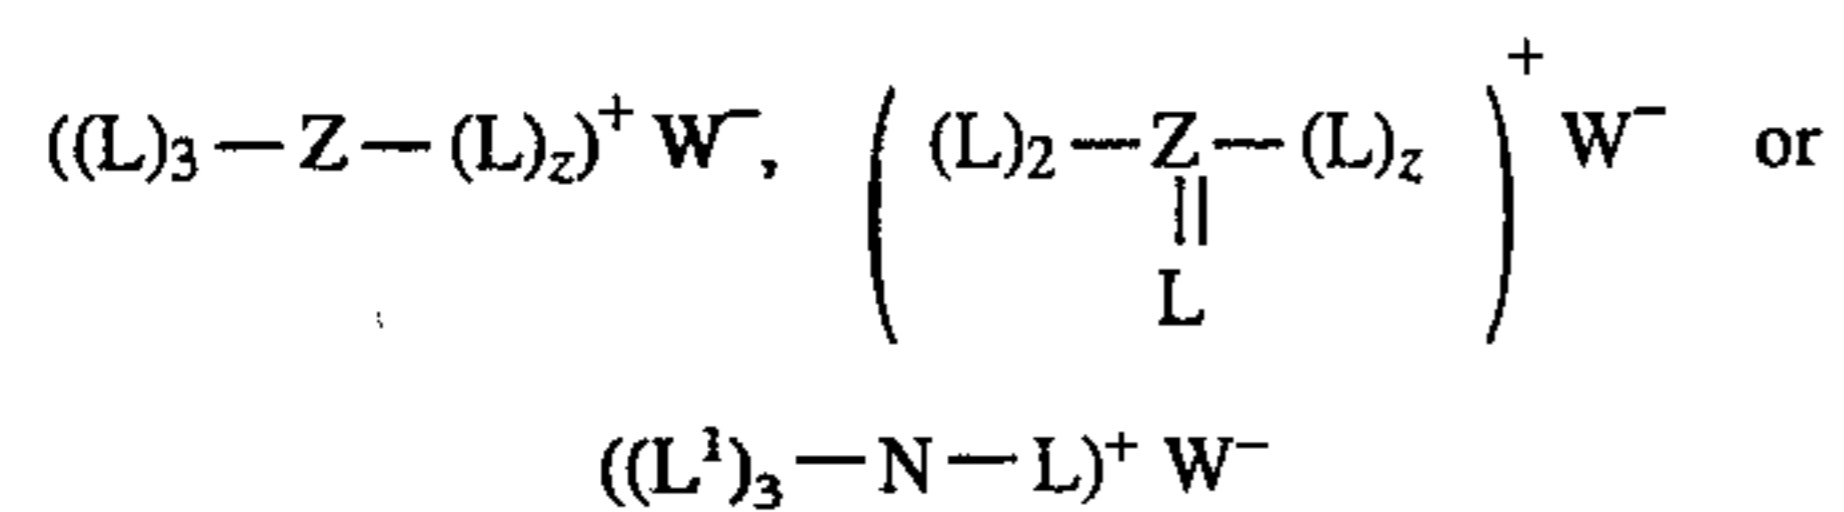 ((L)₃—Z—(L)z)⁺ W⁻, ( (L)₂—Z—(L)z )⁺ W⁻ or
||
L
((L¹)₃—N—L)⁺ W⁻